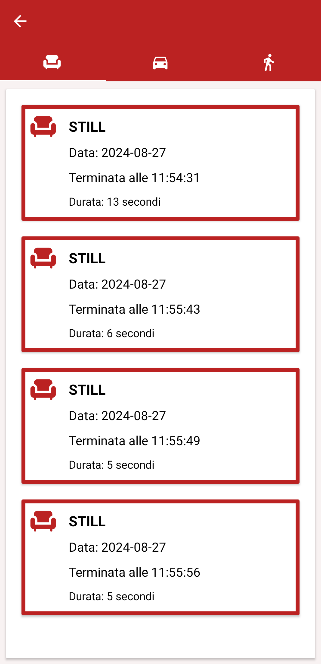 STILL
Data: 2024-08-27
Terminata alle 11:54:31
Durata: 13 secondi
STILL
Data: 2024-08-27
Terminata alle 11:55:43
Durata: 6 secondi
STILL
Data: 2024-08-27
Terminata alle 11:55:49
Durata: 5 secondi
STILL
Data: 2024-08-27
Terminata alle 11:55:56
Durata: 5 secondi